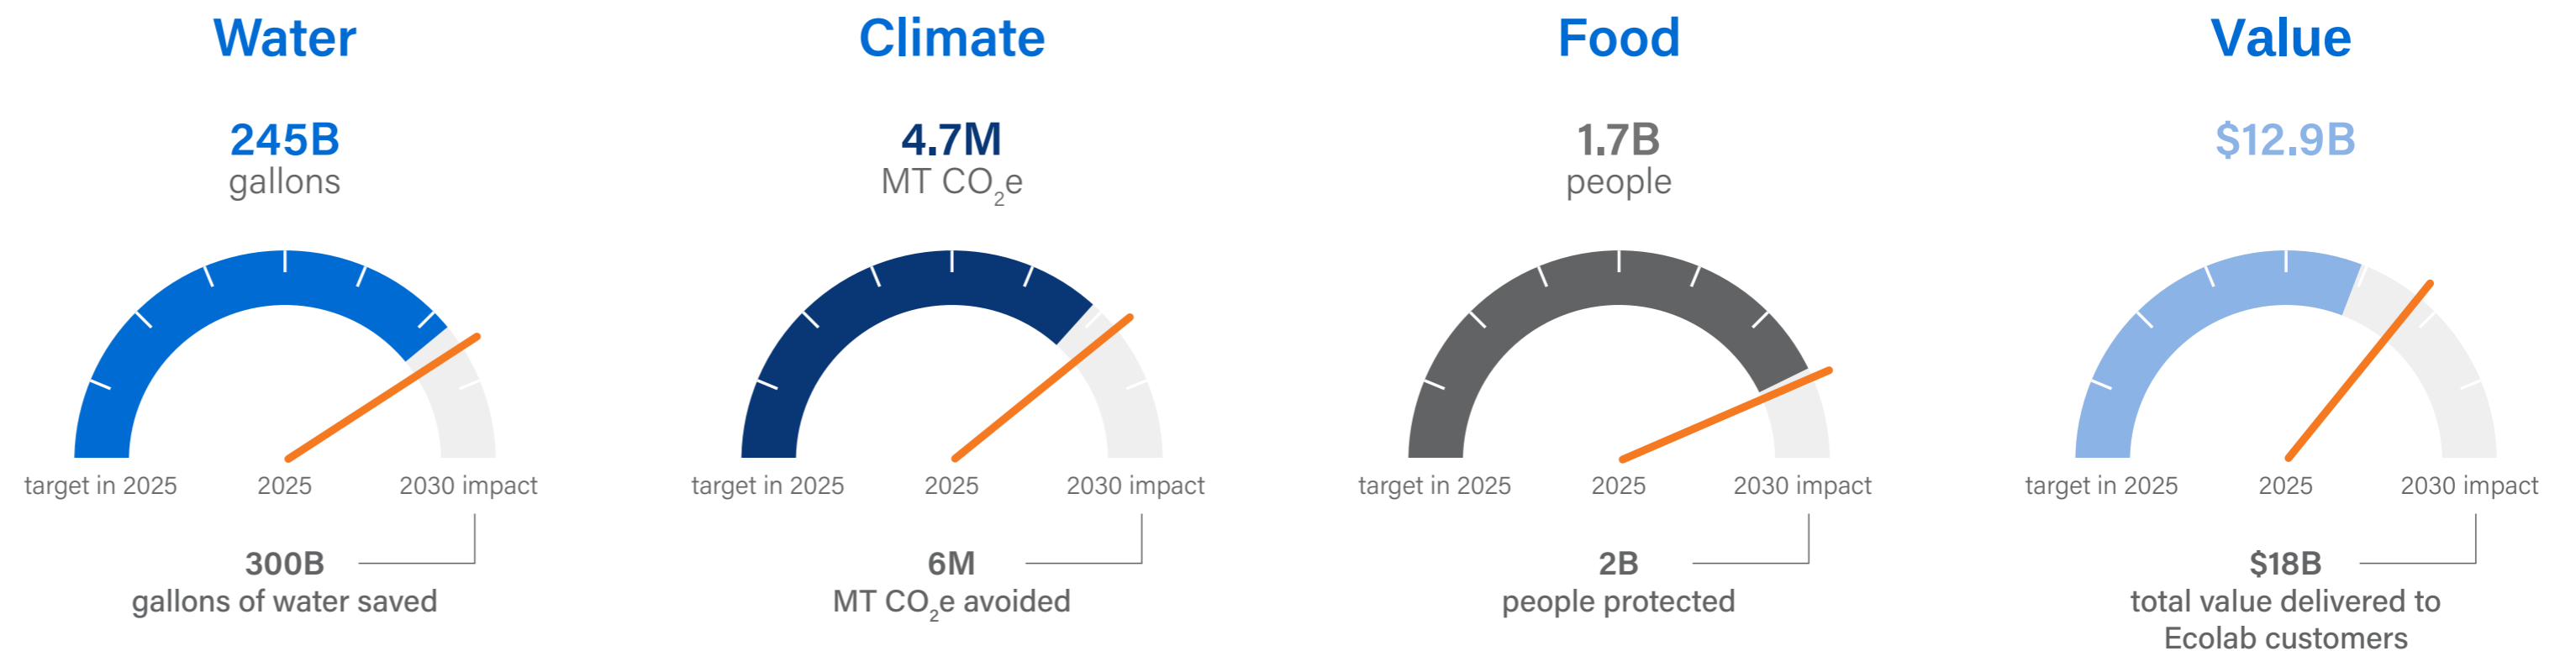 Water
245B
gallons
target in 2025
2025
2030 impact
300B
gallons of water saved
Climate
4.7M
MT CO₂e
target in 2025
2025
2030 impact
6M
MT CO₂e avoided
Food
1.7B
people
target in 2025
2025
2030 impact
2B
people protected
Value
$12.9B
target in 2025
2025
2030 impact
$18B
total value delivered to
Ecolab customers